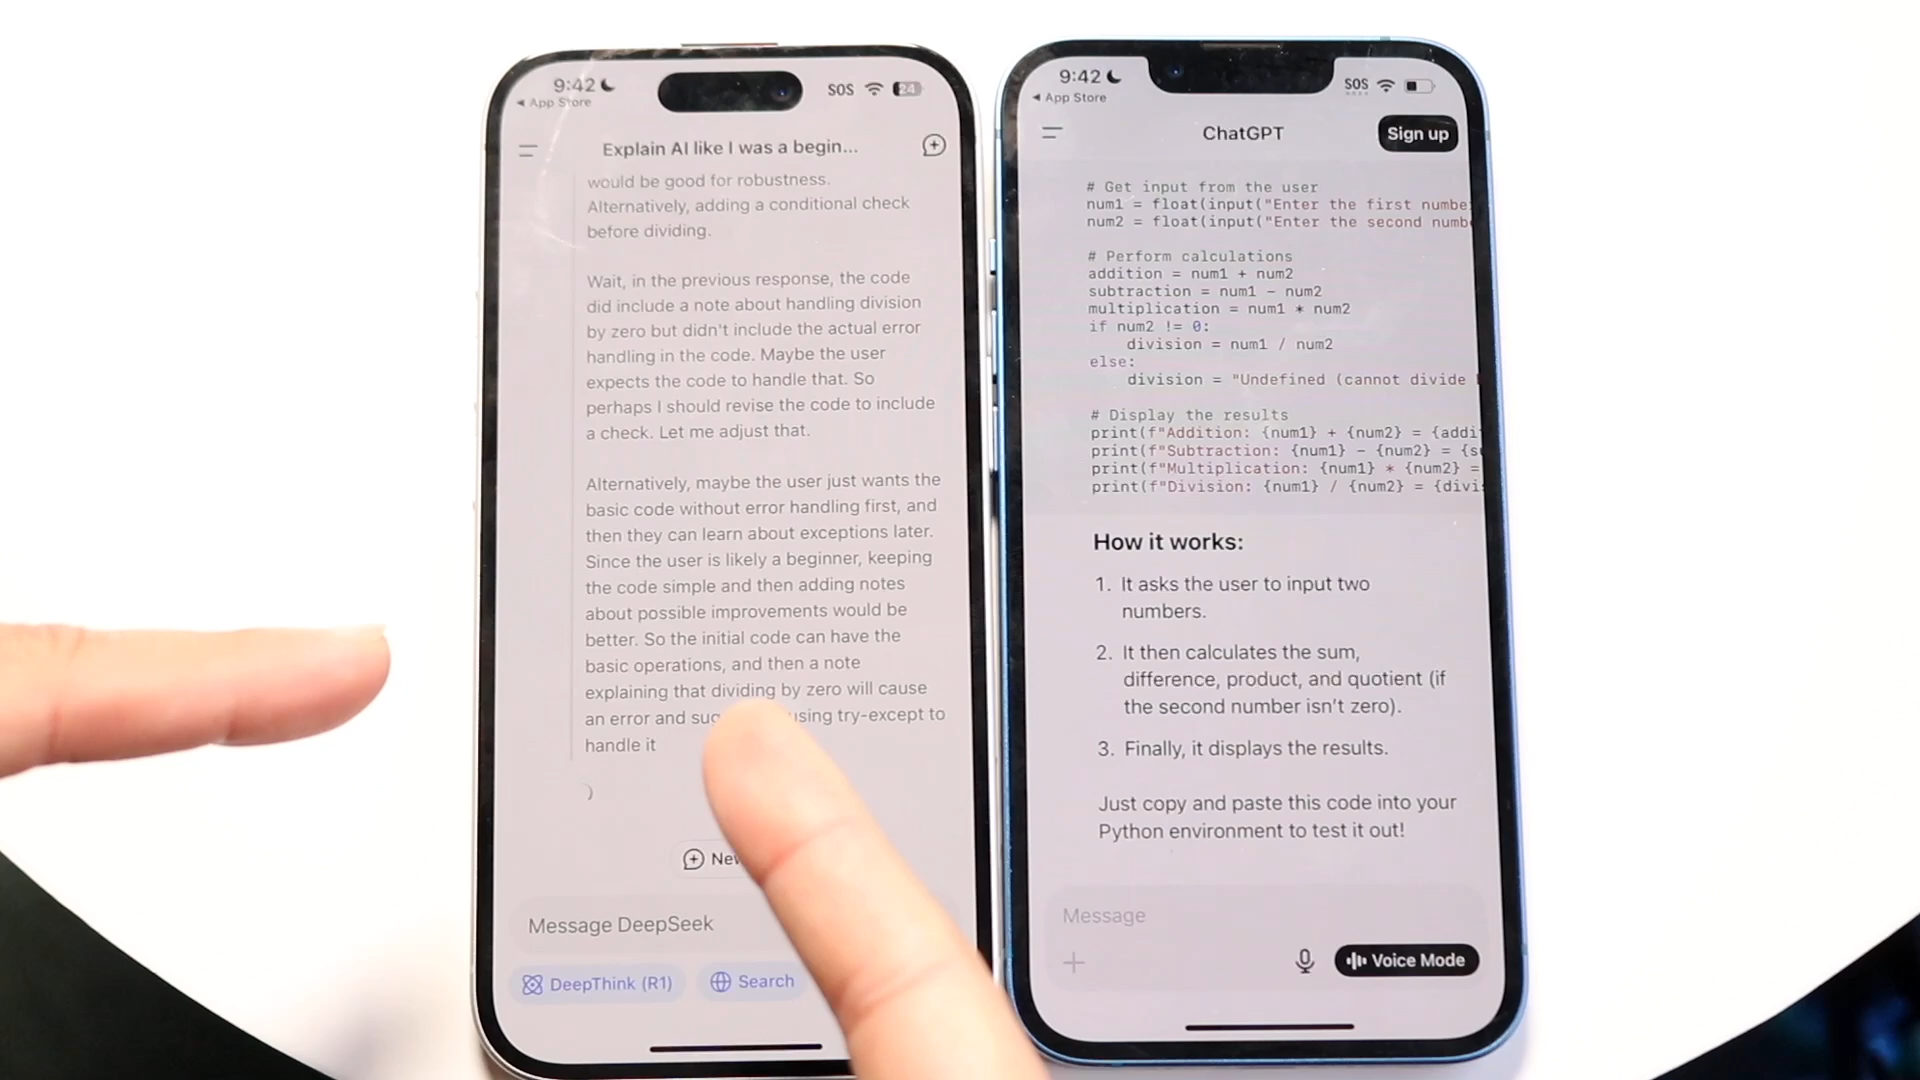 9:42
App Store
SOS
24
Explain AI like I was a begin...
would be good for robustness.
Alternatively, adding a conditional check
before dividing.
Wait, in the previous response, the code
did include a note about handling division
by zero but didn't include the actual error
handling in the code. Maybe the user
expects the code to handle that. So
perhaps I should revise the code to include
a check. Let me adjust that.
Alternatively, maybe the user just wants the
basic code without error handling first, and
then they can learn about exceptions later.
Since the user is likely a beginner, keeping
the code simple and then adding notes
about possible improvements would be
better. So the initial code can have the
basic operations, and then a note
explaining that dividing by zero will cause
an error and using try-except to
handle it
New
Message DeepSeek
DeepThink (R1)
Search
9:42
App Store
SOS
ChatGPT
Sign up
# Get input from the user
num1 = float(input("Enter the first numbe
num2 = float(input("Enter the second numb
# Perform calculations
addition = num1 + num2
subtraction = num1 - num2
multiplication = num1 * num2
if num2 != 0:
division = num1 / num2
else:
division = "Undefined (cannot divide
# Display the results
print(f"Addition: {num1} + {num2} = {addi
print(f"Subtraction: {num1} - {num2} = {s
print(f"Multiplication: {num1} * {num2} =
print(f"Division: {num1} / {num2} = {divi
How it works:
1. It asks the user to input two
numbers.
2. It then calculates the sum,
difference, product, and quotient (if
the second number isn't zero).
3. Finally, it displays the results.
Just copy and paste this code into your
Python environment to test it out!
Message
Voice Mode